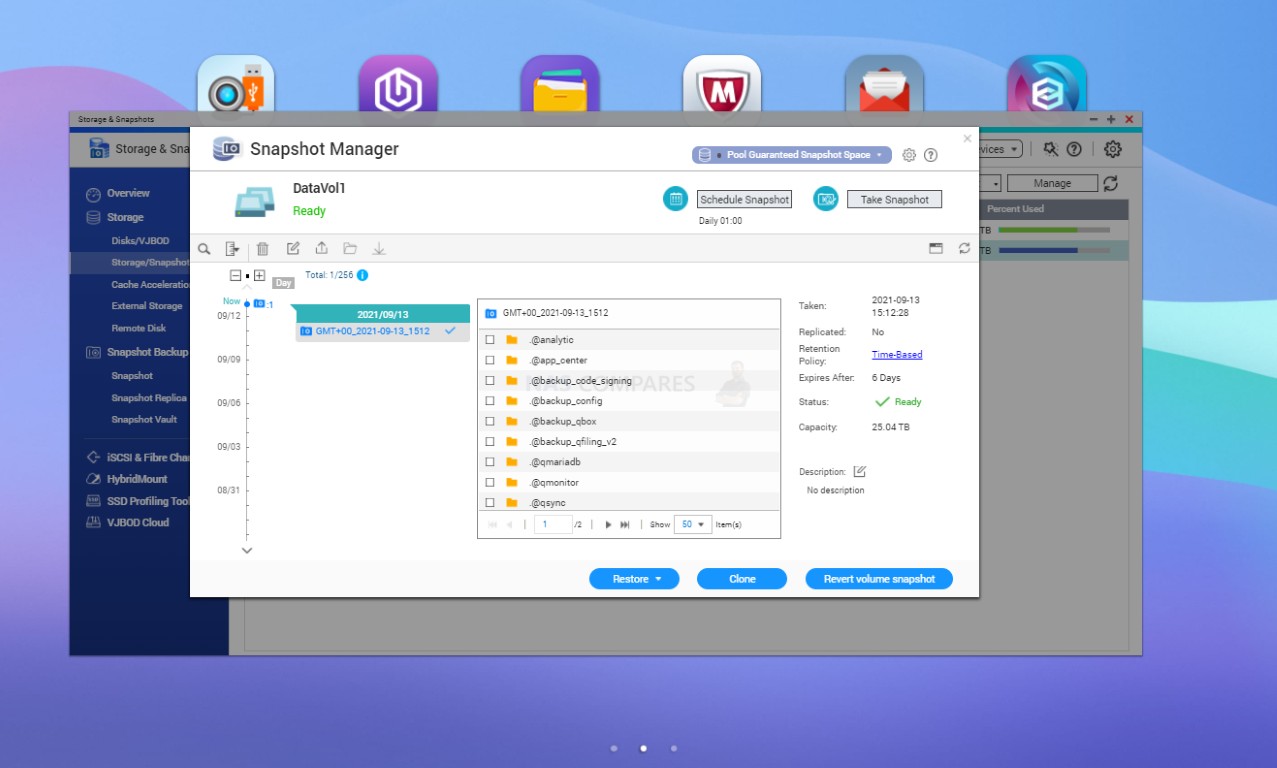 Storage & Snapshots
Storage & Sna
vices
Snapshot Manager
Pool Guaranteed Snapshot Space
DataVol1
Ready
Schedule Snapshot
Daily 01:00
Take Snapshot
Manage
Percent Used
TB
TB
Overview
Storage
Disks/VJBOD
Storage/Snapshot
Cache Acceleratio
External Storage
Remote Disk
Snapshot Backup
Snapshot
Snapshot Replica
Snapshot Vault
iSCSI & Fibre Cha
HybridMount
SSD Profiling Tool
VJBOD Cloud
Total: 1/256
Day
Now
:1
09/12
09/09
09/06
09/03
08/31
2021/09/13
GMT+00_2021-09-13_1512
GMT+00_2021-09-13_1512
.@analytic
.@app_center
.@backup_code_signing
.@backup_config
.@backup_qbox
.@backup_qfiling_v2
.@qmariadb
.@qmonitor
.@qsync
NAS COMPARES
1 /2 Show 50 Item(s)
Taken: 2021-09-13
15:12:28
Replicated: No
Retention
Policy: Time-Based
Expires After: 6 Days
Status: Ready
Capacity: 25.04 TB
Description:
No description
Restore
Clone
Revert volume snapshot